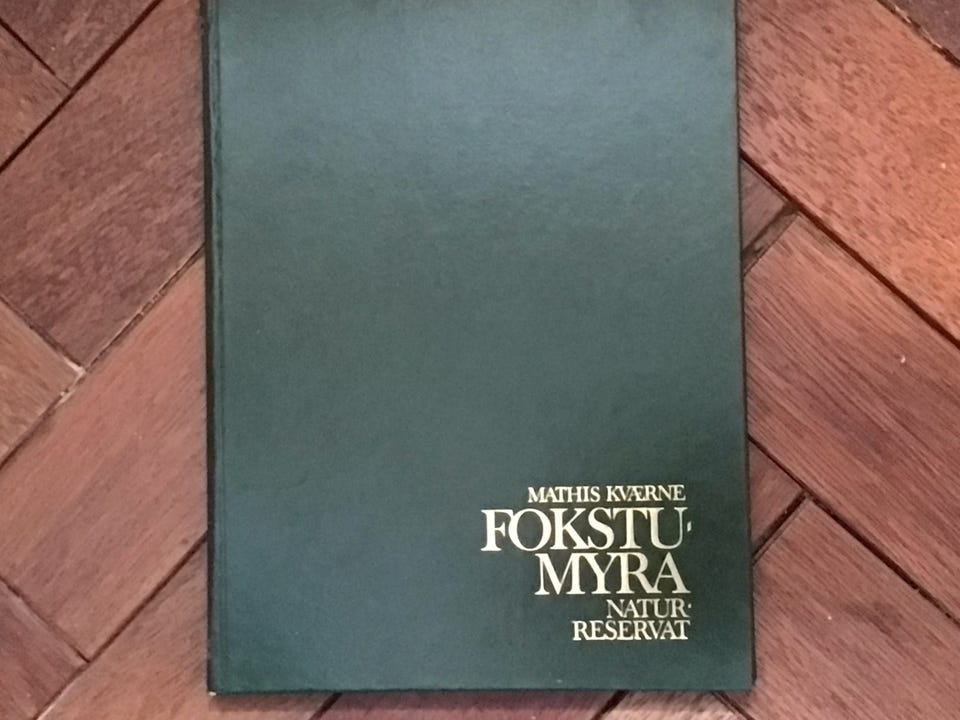 MATHIS KVÆRNE
FOKSTU-
MYRA
NATUR-
RESERVAT